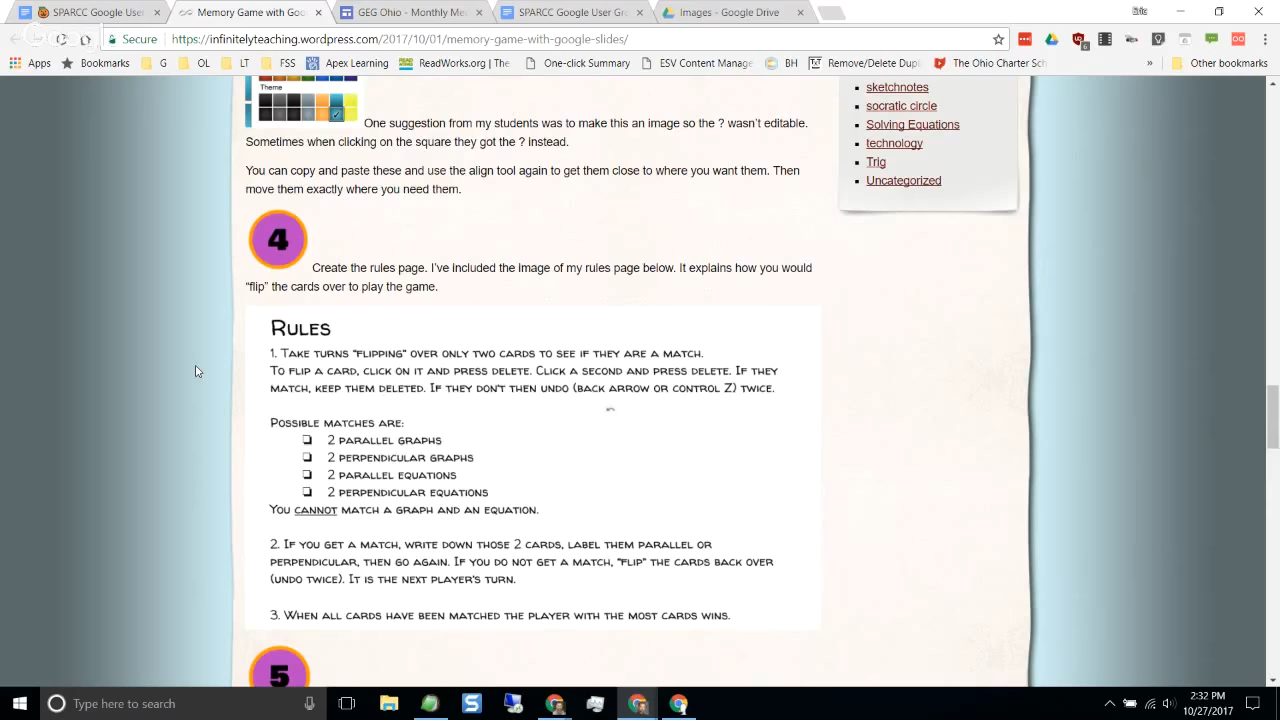 SPARCC Google User
Memory Game with Goo
GEG Ohio - Monthly Me
SPARCC Google User Gr
Images - Google Drive
Secure
https://infinitelyteaching.wordpress.com/2017/10/01/memory-game-with-google-slides/
6
Apps
Bookmarks
G
OL
LT
FSS
Apex Learning
READ
ReadWorks.org | The
One-click Summary
ESV Content Manag
BH
Remove/Delete Dup
The Ohio Charter Sch
»
Other bookmarks
Theme
One suggestion from my students was to make this an image so the ? wasn't editable.
Sometimes when clicking on the square they got the ? instead.
You can copy and paste these and use the align tool again to get them close to where you want them. Then
move them exactly where you need them.
4
Create the rules page. I've included the image of my rules page below. It explains how you would
"flip" the cards over to play the game.
Rules
1. Take turns "flipping" over only two cards to see if they are a match.
To flip a card, click on it and press delete. Click a second and press delete. If they
match, keep them deleted. If they don't then undo (back arrow or control Z) twice.
Possible matches are:
2 parallel graphs
2 perpendicular graphs
2 parallel equations
2 perpendicular equations
You cannot match a graph and an equation.
2. If you get a match, write down those 2 cards, label them parallel or
perpendicular, then go again. If you do not get a match, "flip" the cards back over
(undo twice). It is the next player's turn.
3. When all cards have been matched the player with the most cards wins.
5
sketchnotes
socratic circle
Solving Equations
technology
Trig
Uncategorized
Type here to search
2:32 PM
10/27/2017